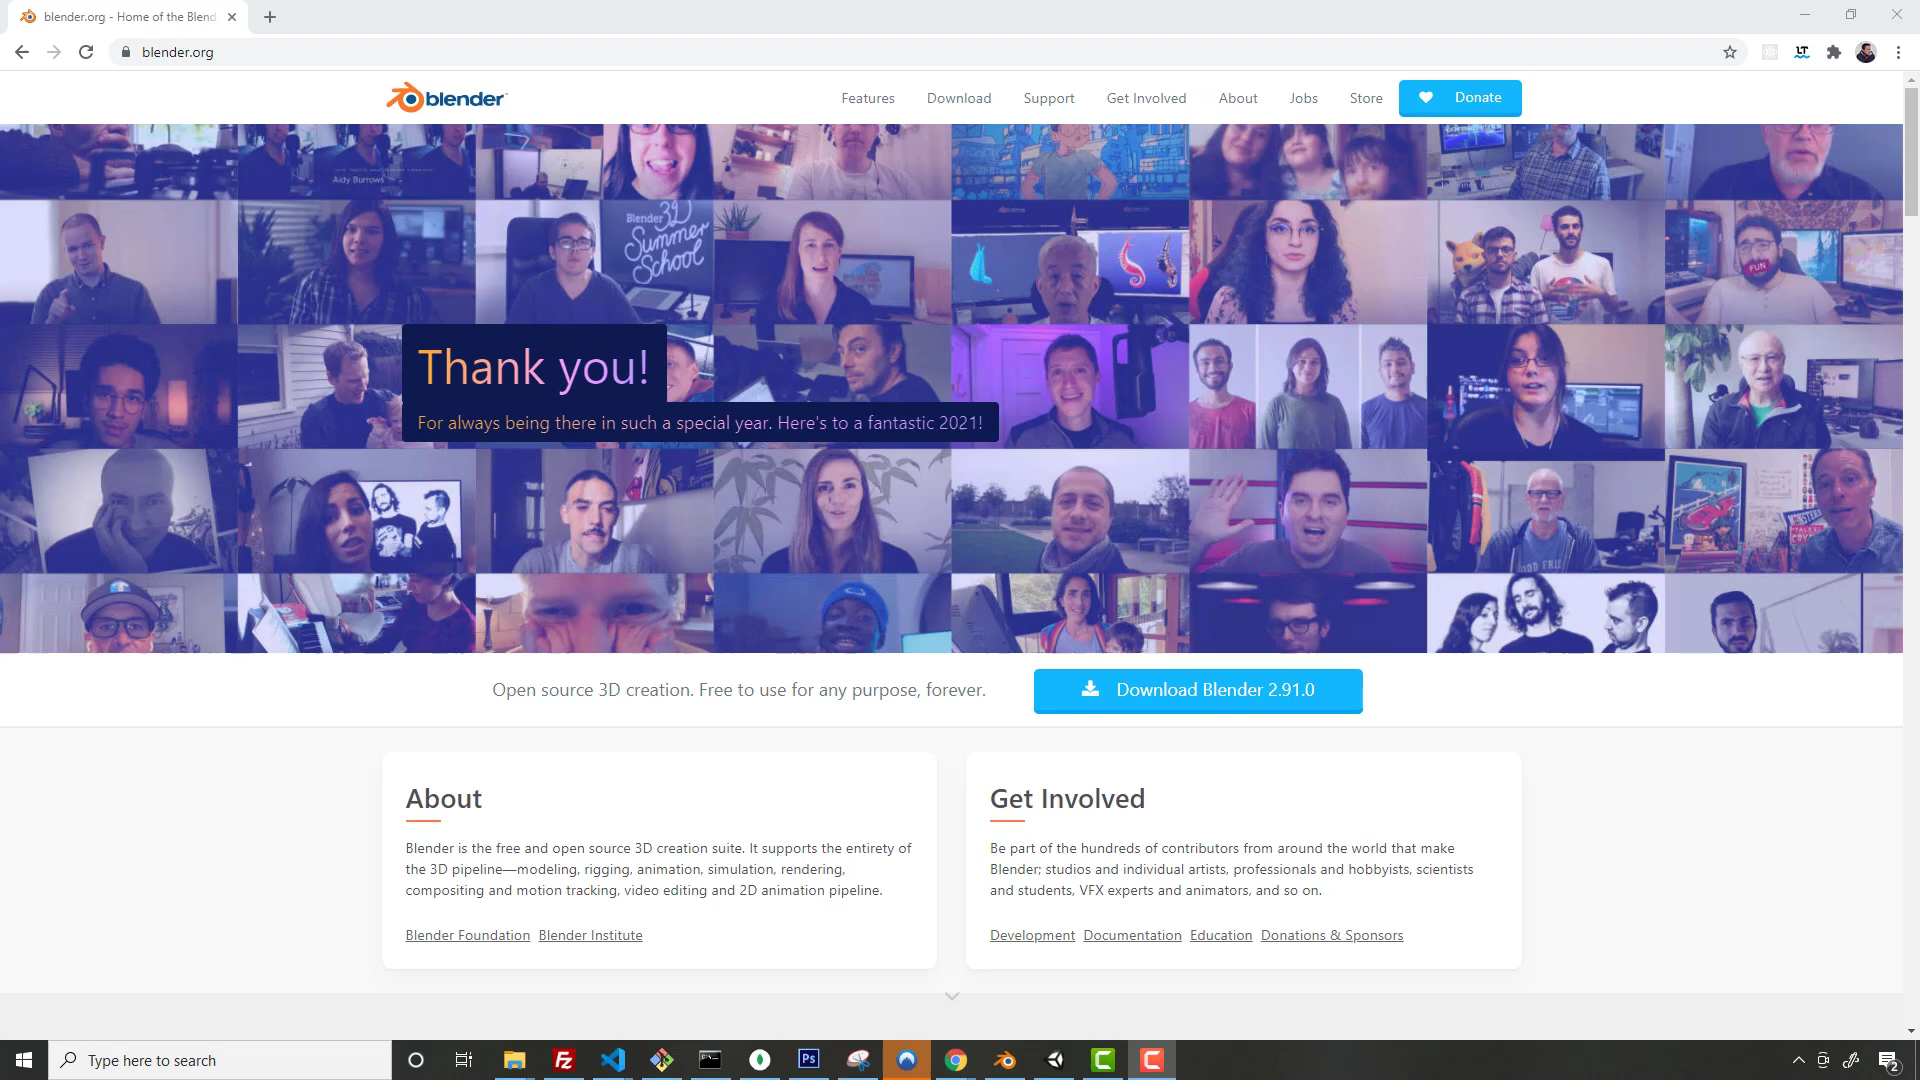 blender.org - Home of the Blend
blender.org
blender
Features Download Support Get Involved About Jobs Store Donate
Aidy Burrows
Blender 3D Summer School
FUN
Thank you!
For always being there in such a special year. Here's to a fantastic 2021!
Open source 3D creation. Free to use for any purpose, forever.
Download Blender 2.91.0
About
Blender is the free and open source 3D creation suite. It supports the entirety of
the 3D pipeline—modeling, rigging, animation, simulation, rendering,
compositing and motion tracking, video editing and 2D animation pipeline.
Blender Foundation Blender Institute
Get Involved
Be part of the hundreds of contributors from around the world that make
Blender; studios and individual artists, professionals and hobbyists, scientists
and students, VFX experts and animators, and so on.
Development Documentation Education Donations & Sponsors
Type here to search
Fz
Ps
2